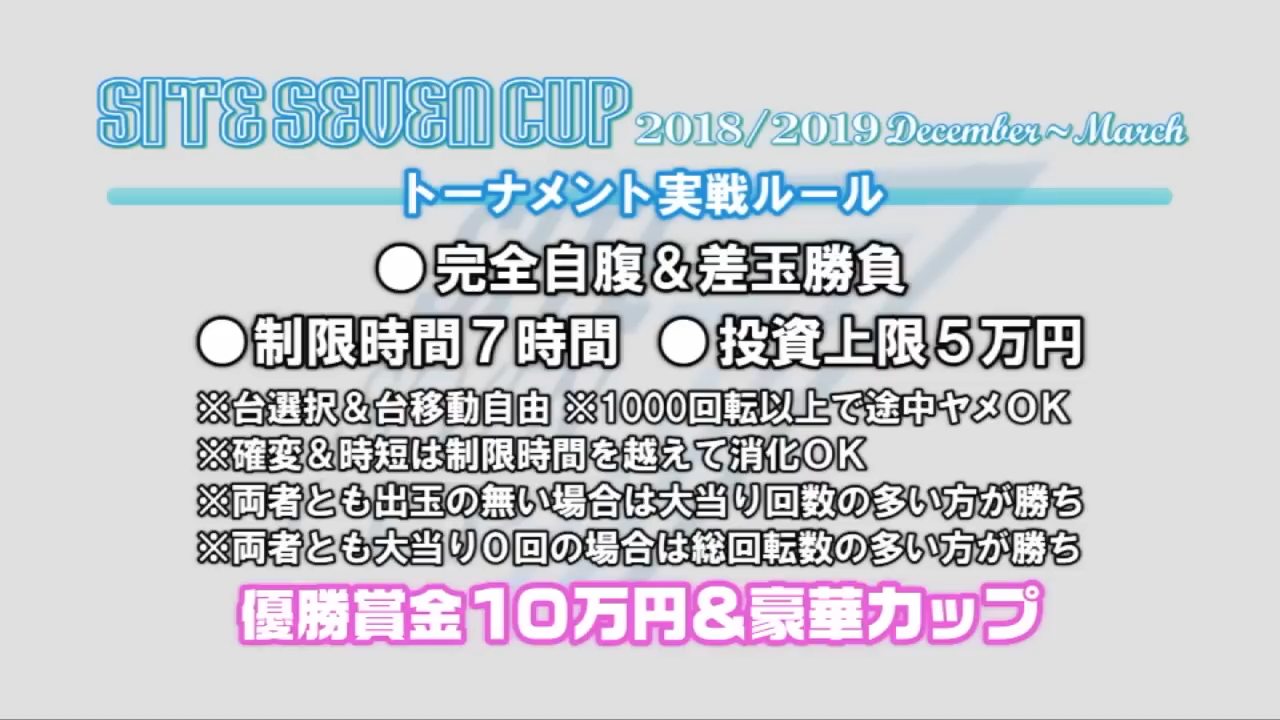 SITE SEVEN CUP 2018/2019 December~March
トーナメント実戦ルール
●完全自腹＆差玉勝負
●制限時間７時間 ●投資上限５万円
※台選択＆台移動自由 ※1000回転以上で途中ヤメOK
※確変＆時短は制限時間を越えて消化OK
※両者とも出玉の無い場合は大当り回数の多い方が勝ち
※両者とも大当り０回の場合は総回転数の多い方が勝ち
優勝賞金10万円&豪華カップ